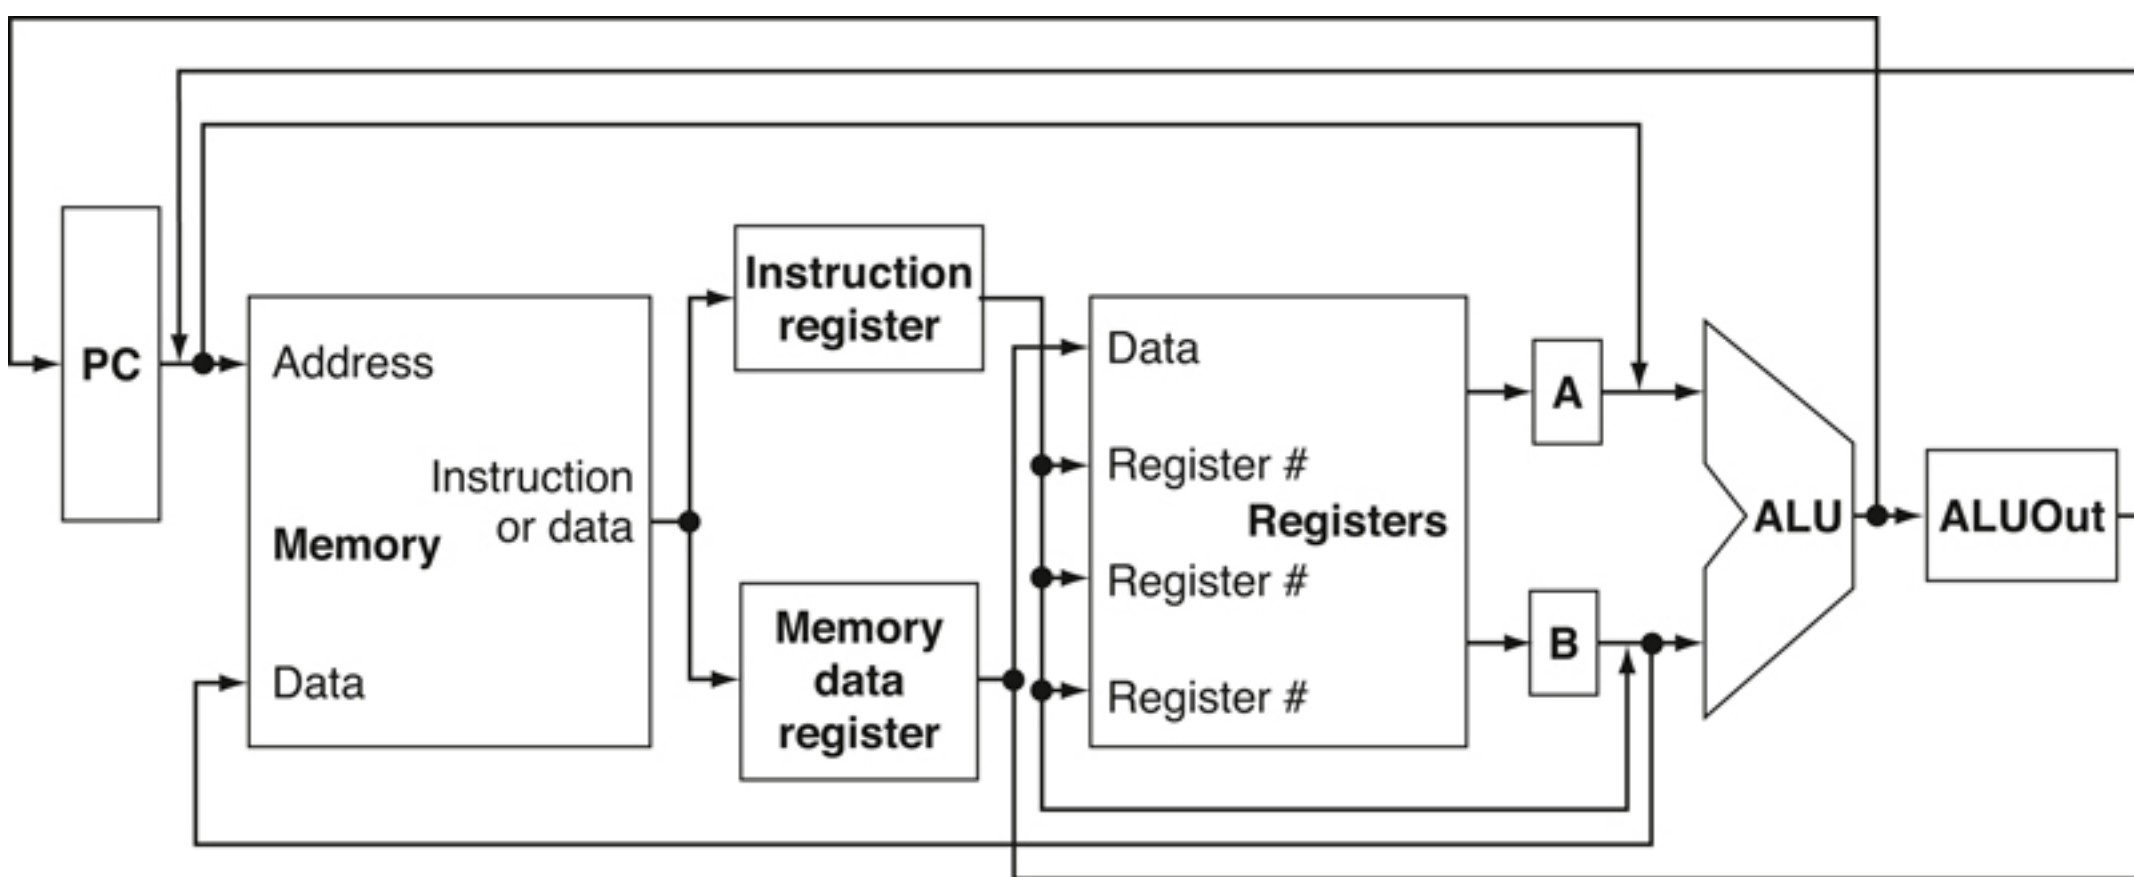 PC
Address
Instruction
or data
Memory
Data
Instruction
register
Memory
data
register
Data
Register #
Registers
Register #
Register #
A
B
ALU
ALUOut